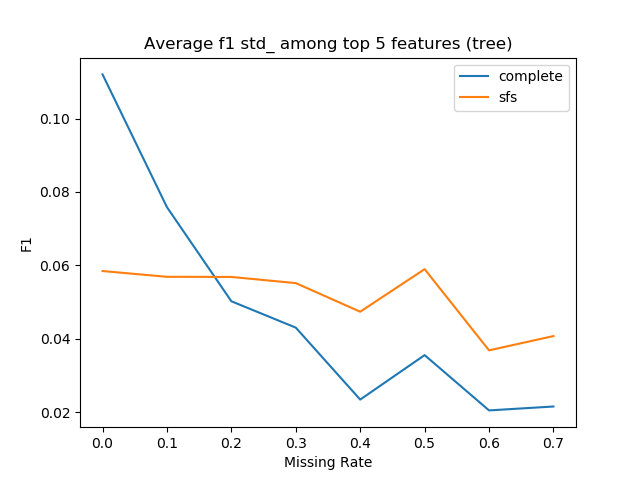 Average f1 std_ among top 5 features (tree)
complete
sfs
0.10
0.08
0.06
0.04
0.02
F1
0.0 0.1 0.2 0.3 0.4 0.5 0.6 0.7
Missing Rate